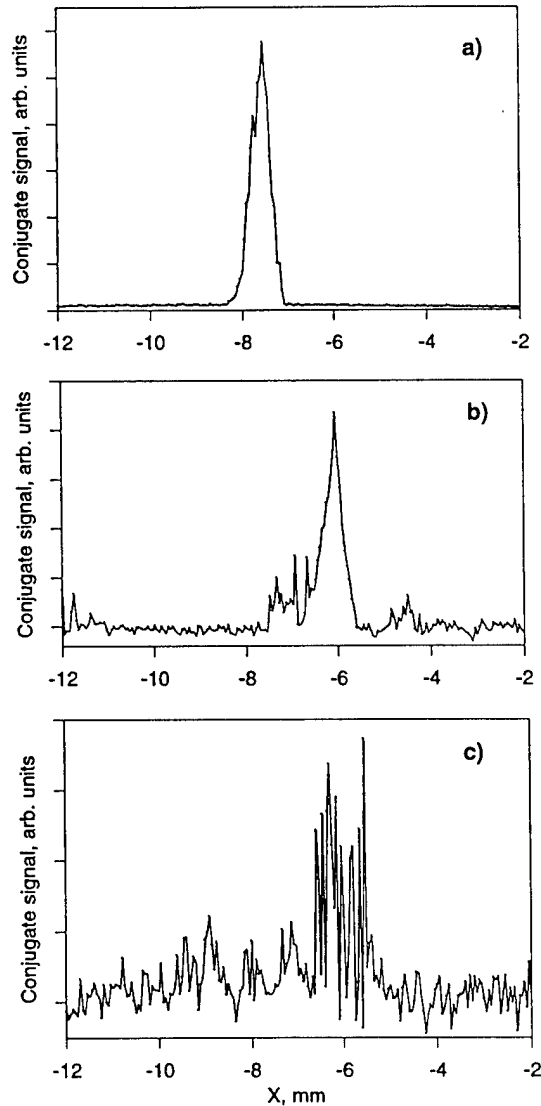 a)
Conjugate signal, arb. units
-12 -10 -8 -6 -4 -2
b)
Conjugate signal, arb. units
-12 -10 -8 -6 -4 -2
c)
Conjugate signal, arb. units
-12 -10 -8 -6 -4 -2
X, mm